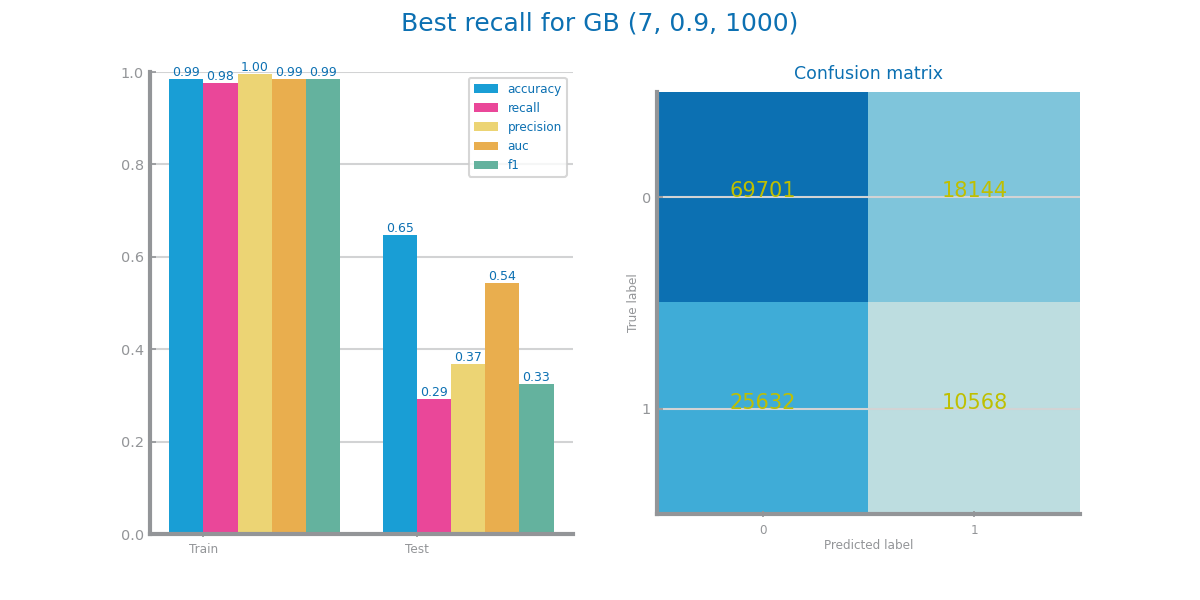 Best recall for GB (7, 0.9, 1000)
1.0
0.8
0.6
0.4
0.2
0.0
0.99 0.98 1.00 0.99 0.99
0.65 0.29 0.37 0.54 0.33
accuracy
recall
precision
auc
f1
Train Test
Confusion matrix
True label
0
69701 18144
1
25632 10568
0 1
Predicted label